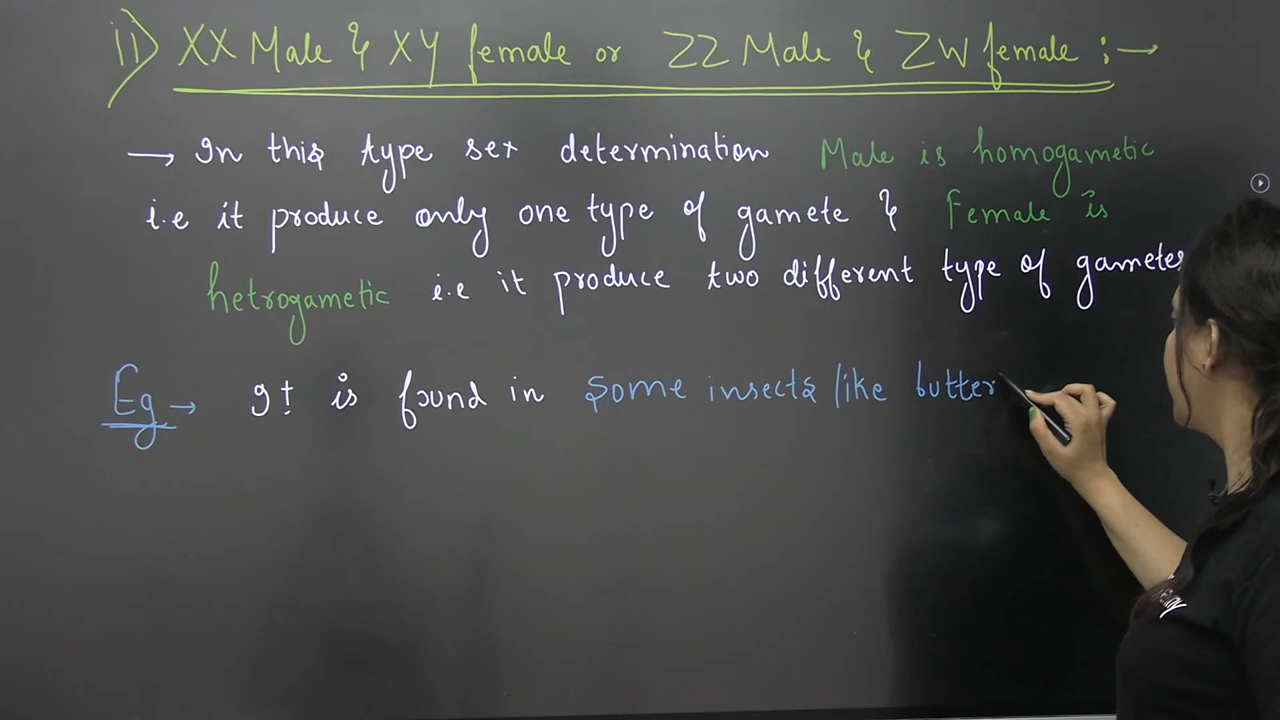 ii) XX Male & XY female or ZZ Male & ZW female :→
→ In this type sex determination Male is homogametic
i.e it produce only one type of gamete & Female is
hetrogametic i.e it produce two different type of gametes
Eg → It is found in some insects like butter